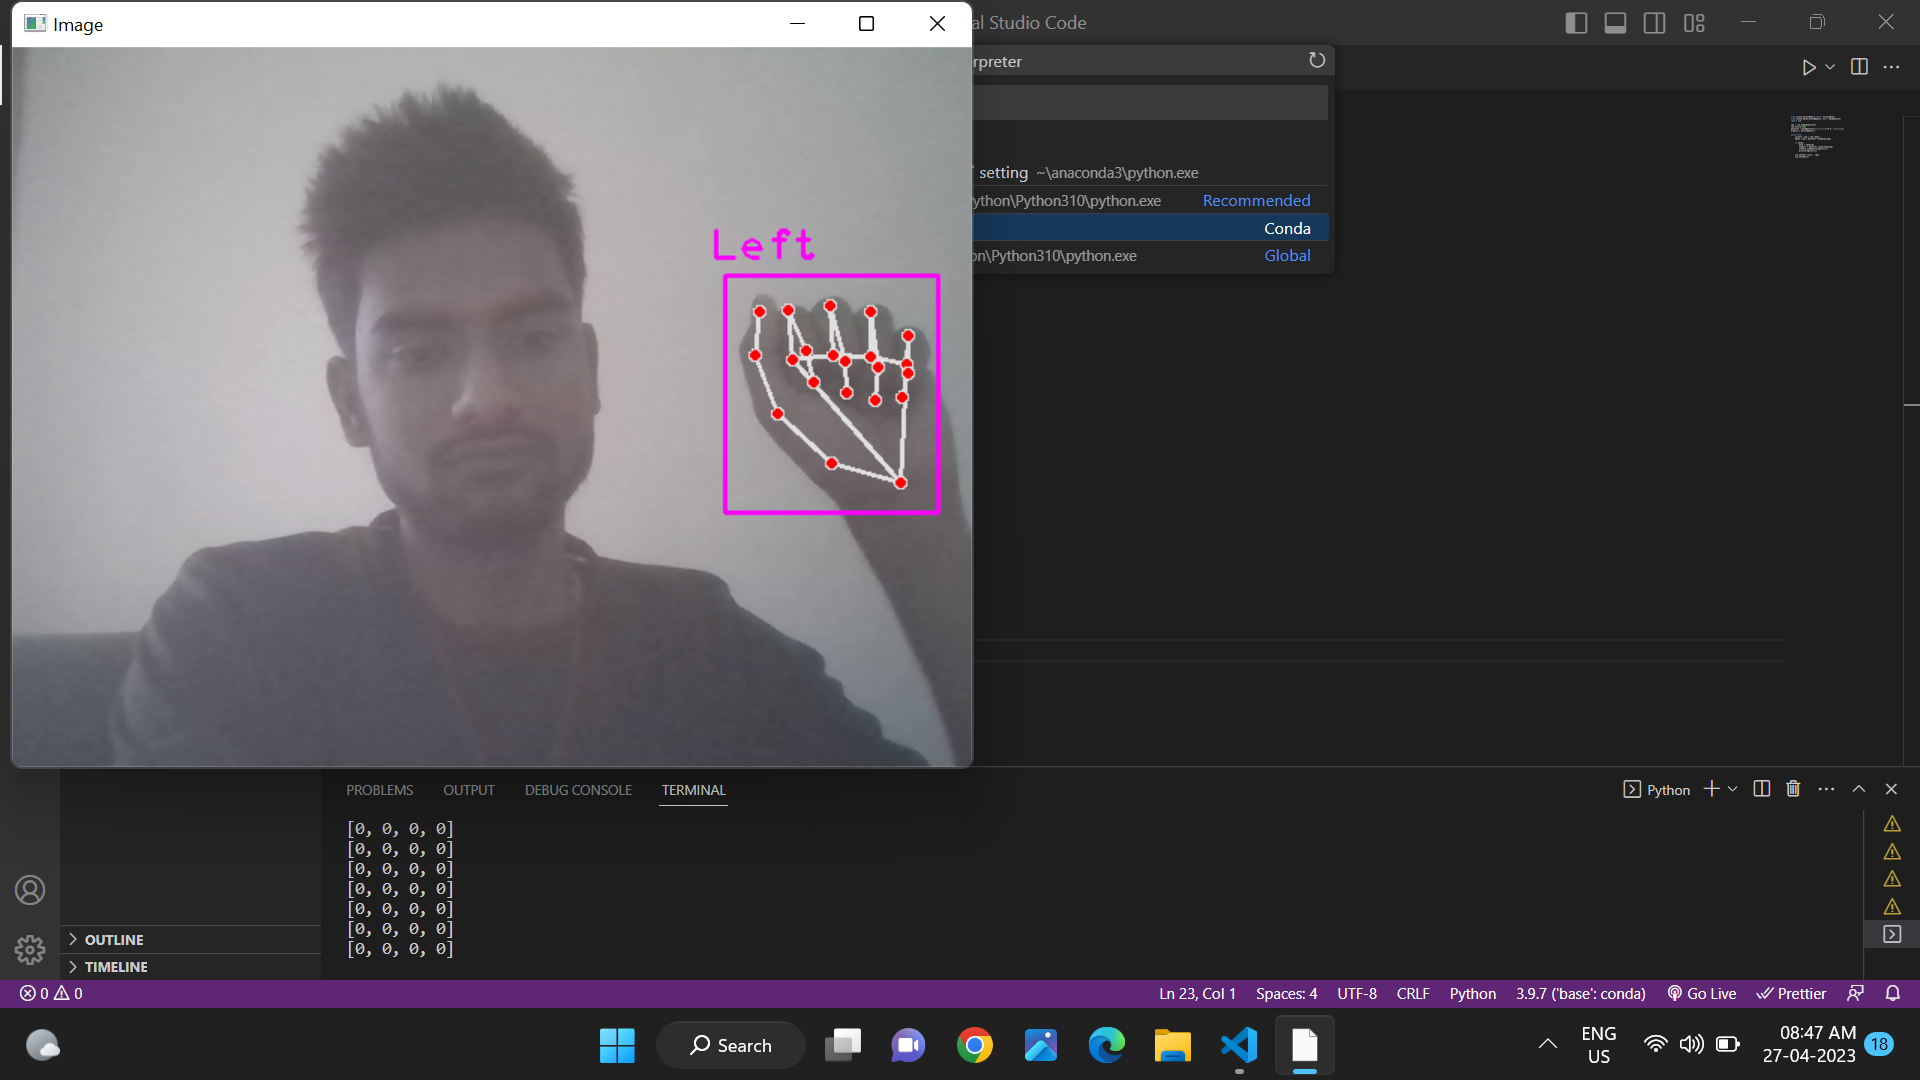 Image
al Studio Code
rpreter
setting ~\anaconda3\python.exe
ython\Python310\python.exe Recommended
Conda
on\Python310\python.exe Global
Left
PROBLEMS OUTPUT DEBUG CONSOLE TERMINAL
Python
[0, 0, 0, 0]
[0, 0, 0, 0]
[0, 0, 0, 0]
[0, 0, 0, 0]
[0, 0, 0, 0]
[0, 0, 0, 0]
[0, 0, 0, 0]
OUTLINE
TIMELINE
0 0 Ln 23, Col 1 Spaces: 4 UTF-8 CRLF Python 3.9.7 ('base': conda) Go Live Prettier
Search
ENG
US
08:47 AM
27-04-2023
18